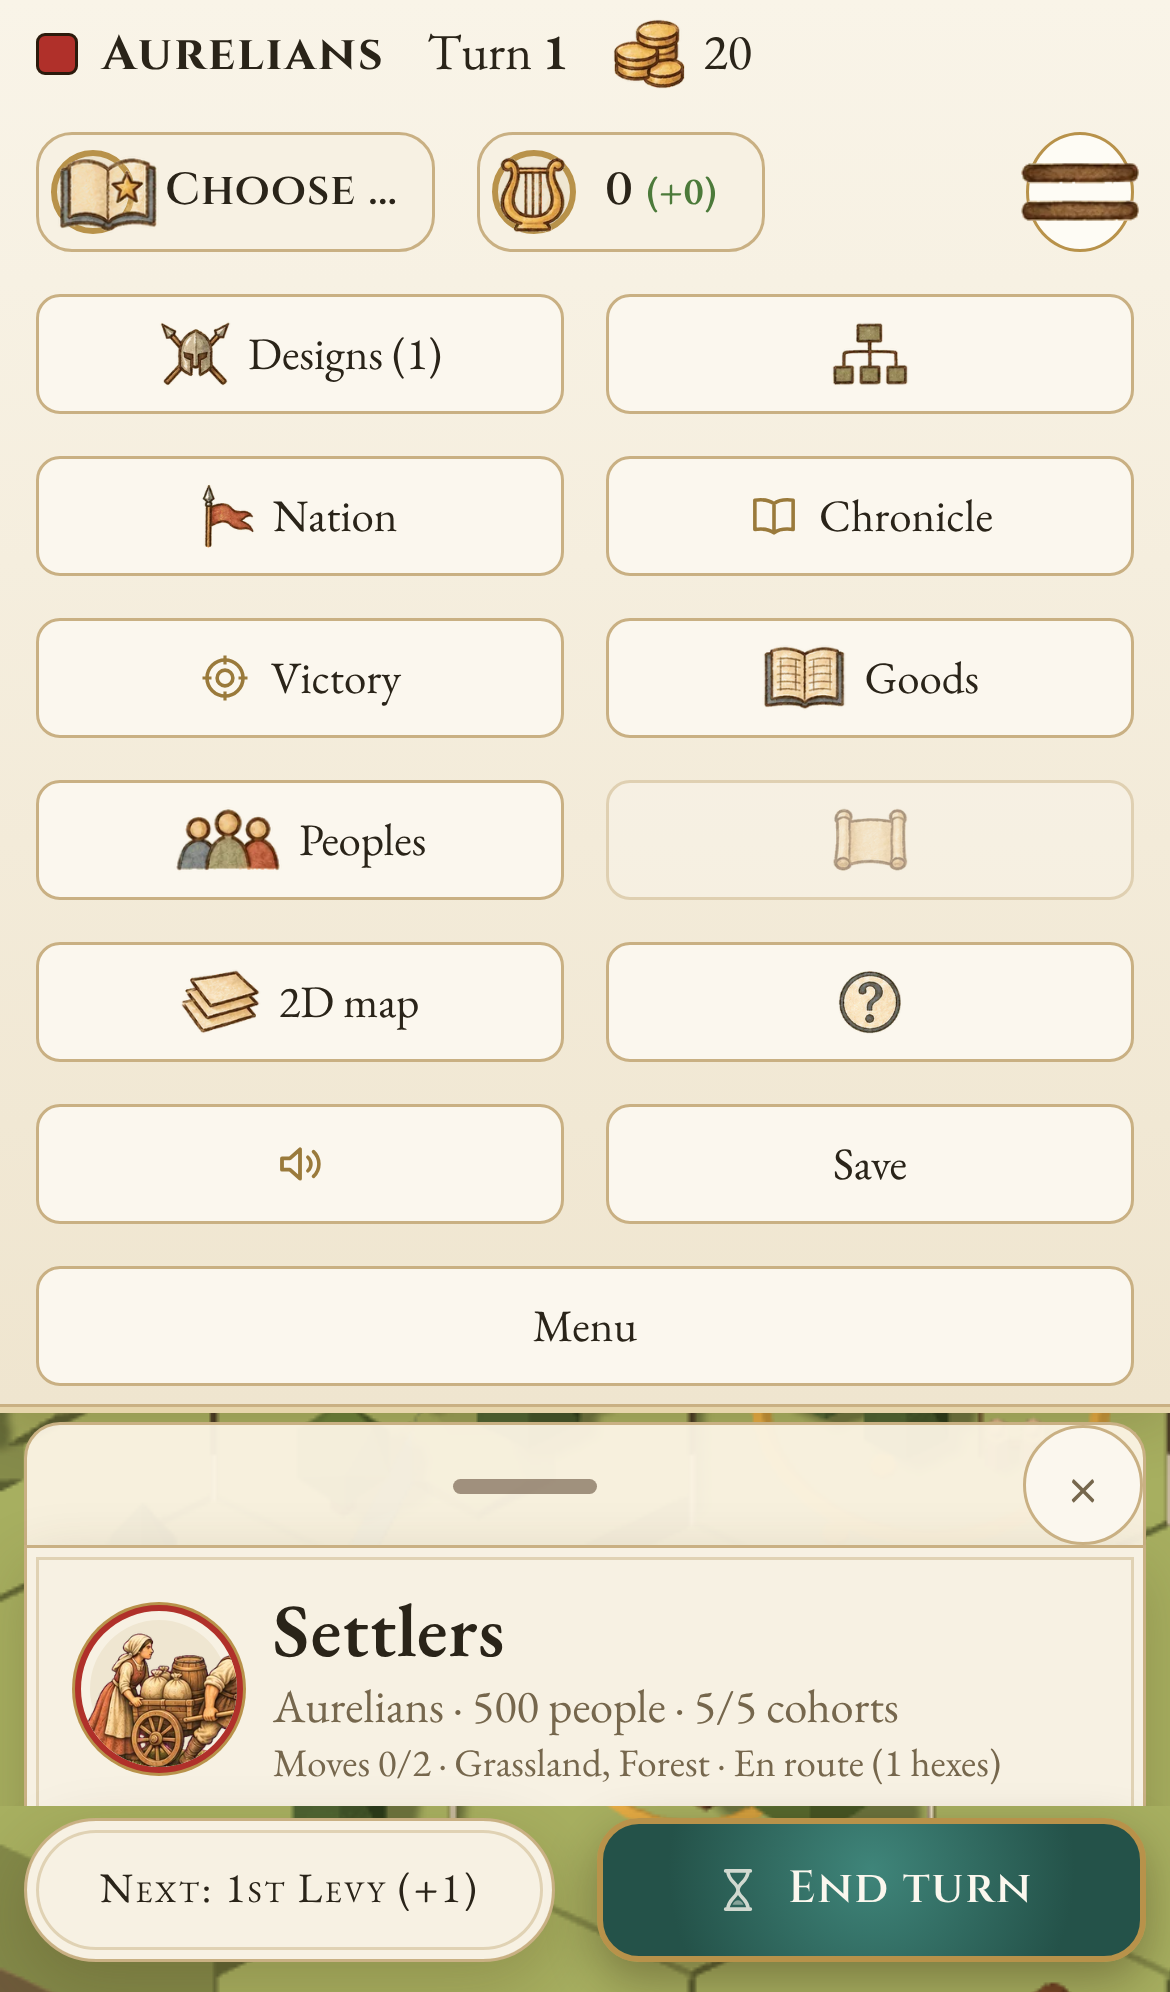 AURELIANS Turn 1 20
CHOOSE ... 0 (+0)
Designs (1)
Nation Chronicle
Victory Goods
Peoples
2D map ?
Save
Menu
×
Settlers
Aurelians · 500 people · 5/5 cohorts
Moves 0/2 · Grassland, Forest · En route (1 hexes)
NEXT: 1ST LEVY (+1) END TURN